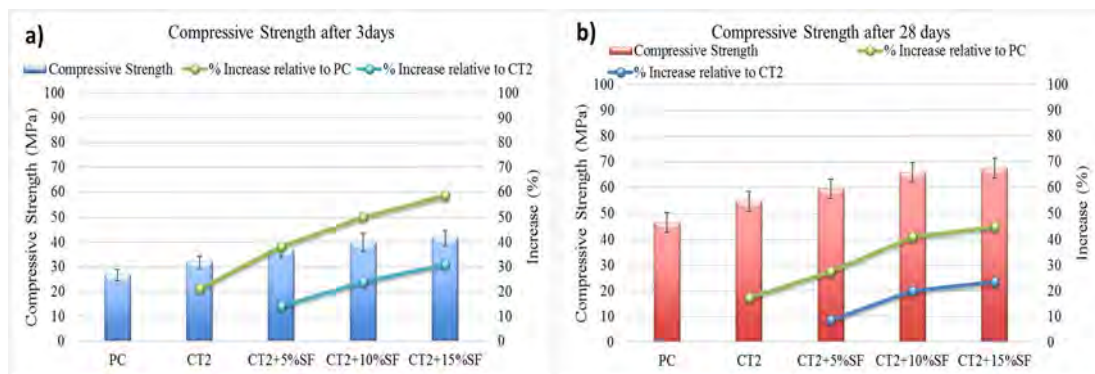 a)
Compressive Strength after 3days
Compressive Strength
% Increase relative to PC
% Increase relative to CT2
Compressive Strength (MPa)
100
90
80
70
60
50
40
30
20
10
0
100
90
80
70
60
50
40
30
20
10
0
Increase (%)
PC
CT2
CT2+5%SF
CT2+10%SF
CT2+15%SF
b)
Compressive Strength after 28 days
Compressive Strength
% Increase relative to PC
% Increase relative to CT2
Compressive Strength (MPa)
100
90
80
70
60
50
40
30
20
10
0
100
90
80
70
60
50
40
30
20
10
0
Increase (%)
PC
CT2
CT2+5%SF
CT2+10%SF
CT2+15%SF